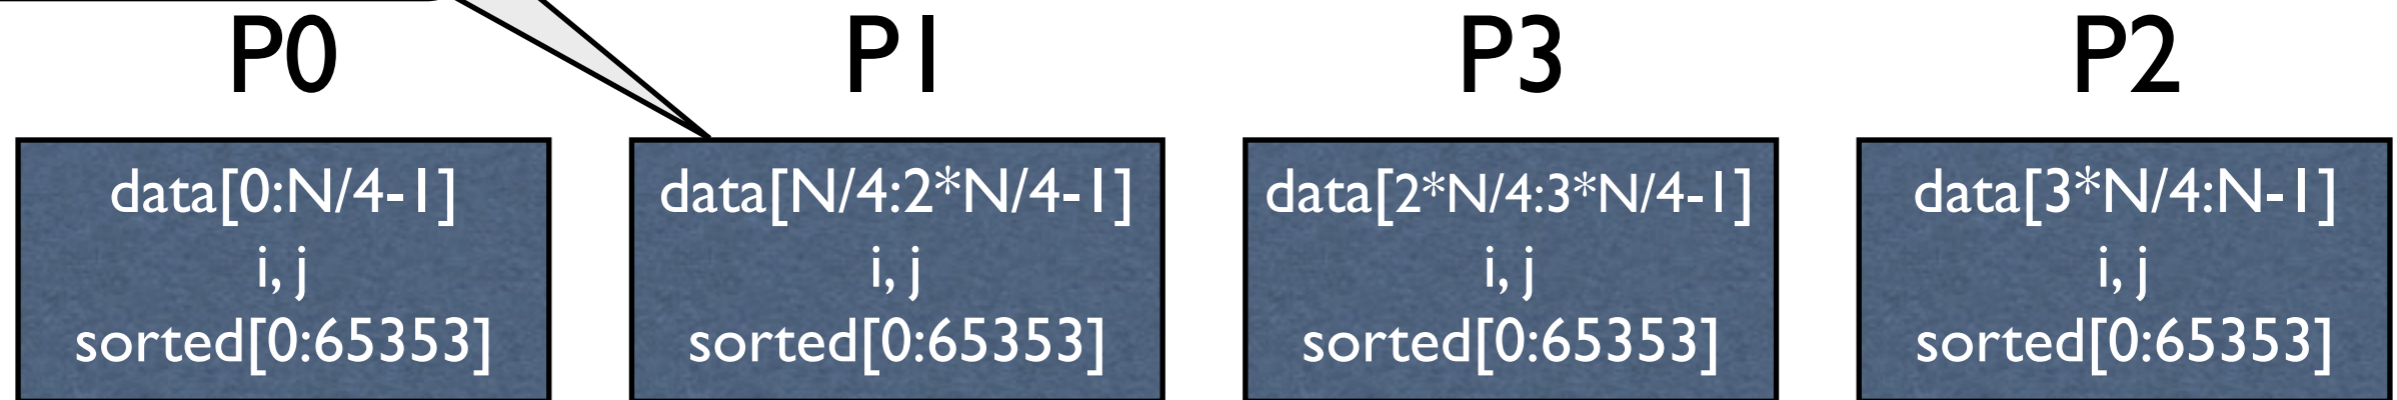 P0
P1
P3
P2
data[0:N/4-1]
i, j
sorted[0:65353]
data[N/4:2*N/4-1]
i, j
sorted[0:65353]
data[2*N/4:3*N/4-1]
i, j
sorted[0:65353]
data[3*N/4:N-1]
i, j
sorted[0:65353]